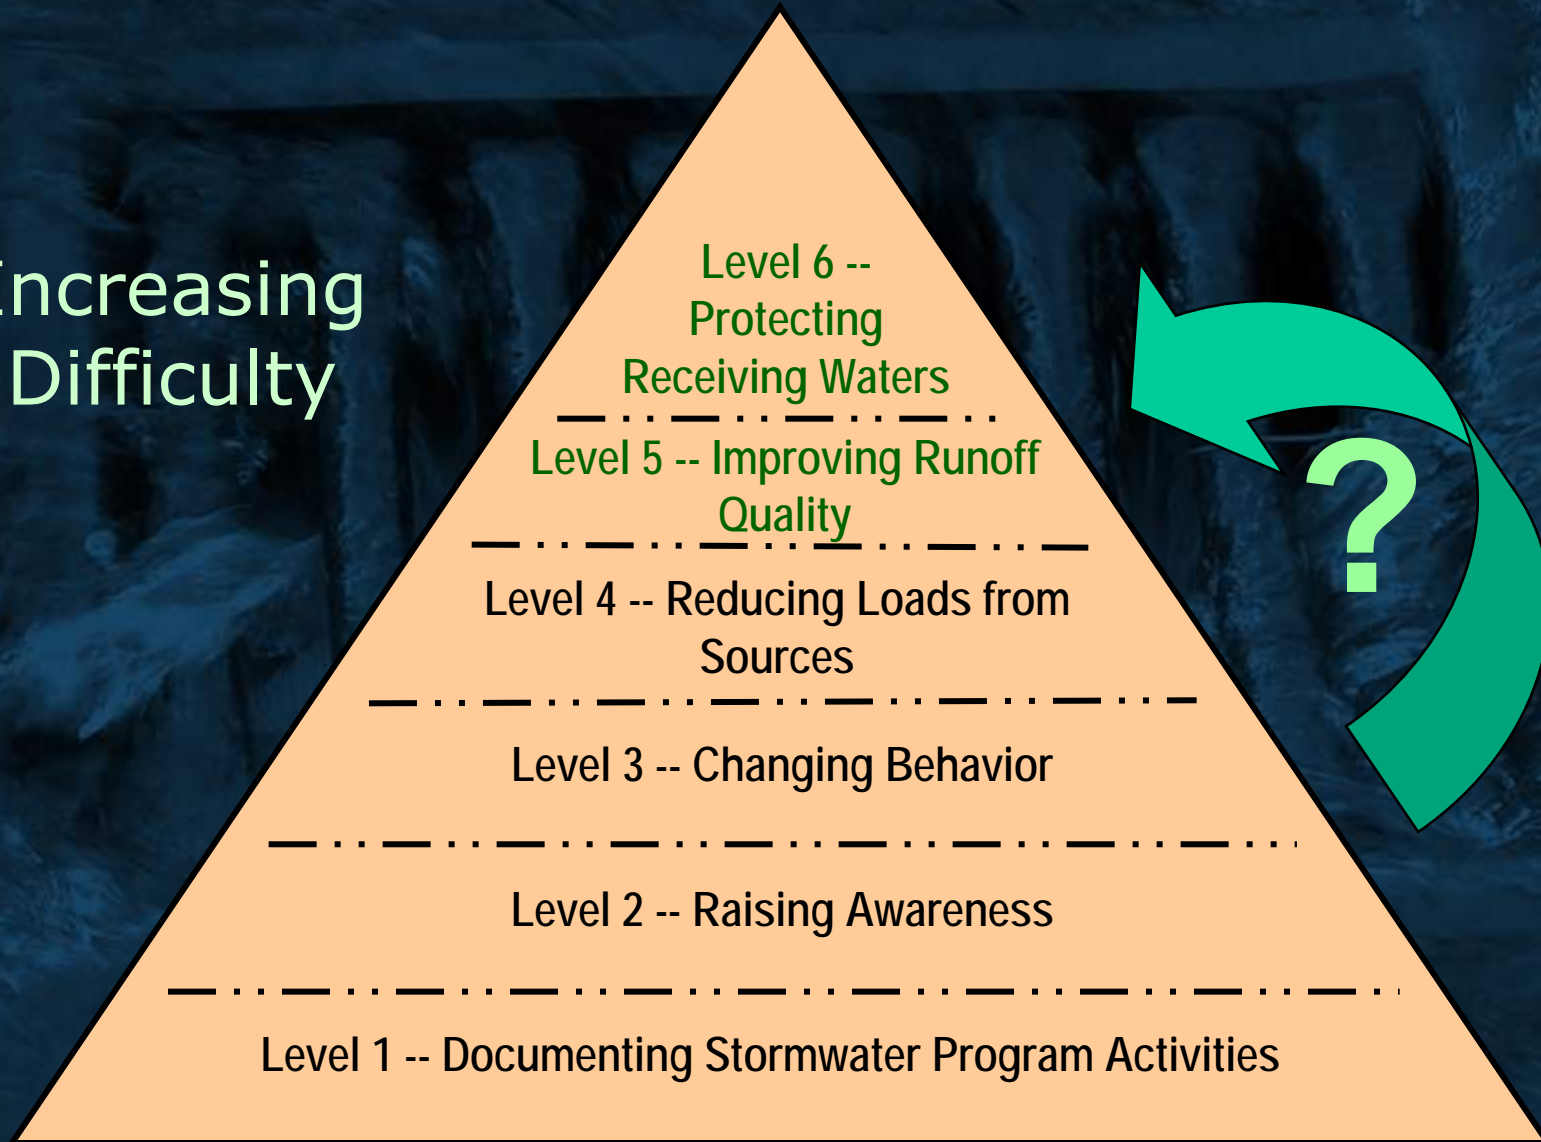 Increasing
Difficulty
Level 6 --
Protecting
Receiving Waters
Level 5 -- Improving Runoff
Quality
?
Level 4 -- Reducing Loads from
Sources
Level 3 -- Changing Behavior
Level 2 -- Raising Awareness
Level 1 -- Documenting Stormwater Program Activities